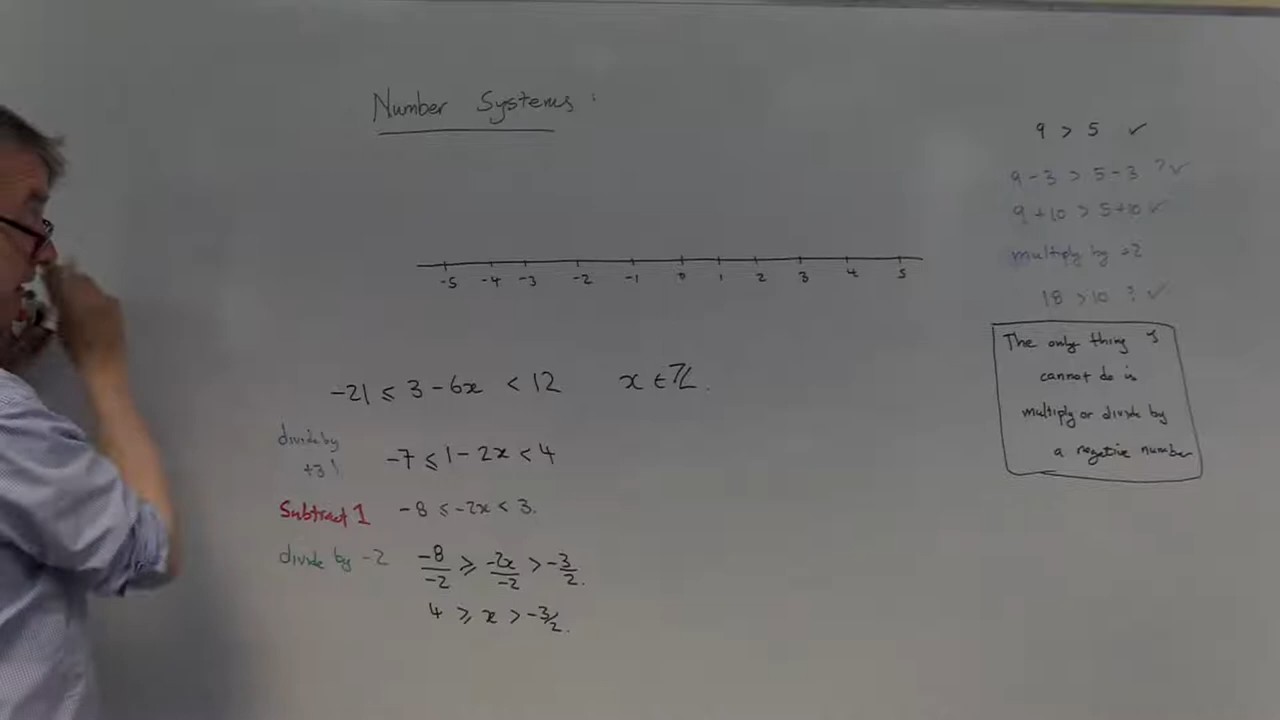 Number Systems :
-5 -4 -3 -2 -1 0 1 2 3 4 5
-21 ≤ 3 - 6x < 12 x ∈ ℤ.
divide by
+3!
-7 ≤ 1 - 2x < 4
Subtract 1 -8 ≤ -2x < 3.
divide by -2 -8/-2 ≥ -2x/-2 > -3/2.
4 ≥ x > -3/2.
9 > 5 ✓
9 - 3 > 5 - 3 ? ✓
9 + 10 > 5 + 10 ✓
multiply by
18 > 10 ? ✓
The only thing
cannot do is
multiply or divide by
a negative number